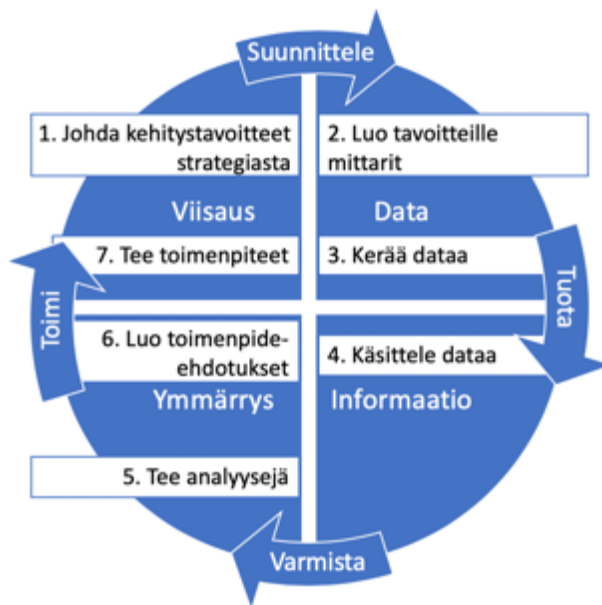 Suunnittele
1. Johda kehitystavoitteet
strategiasta
2. Luo tavoitteille
mittarit
Viisaus
Data
7. Tee toimenpiteet
3. Kerää dataa
Toimi
Tuota
6. Luo toimenpide-
ehdotukset
4. Käsittele dataa
Ymmärrys
Informaatio
5. Tee analyysejä
Varmista